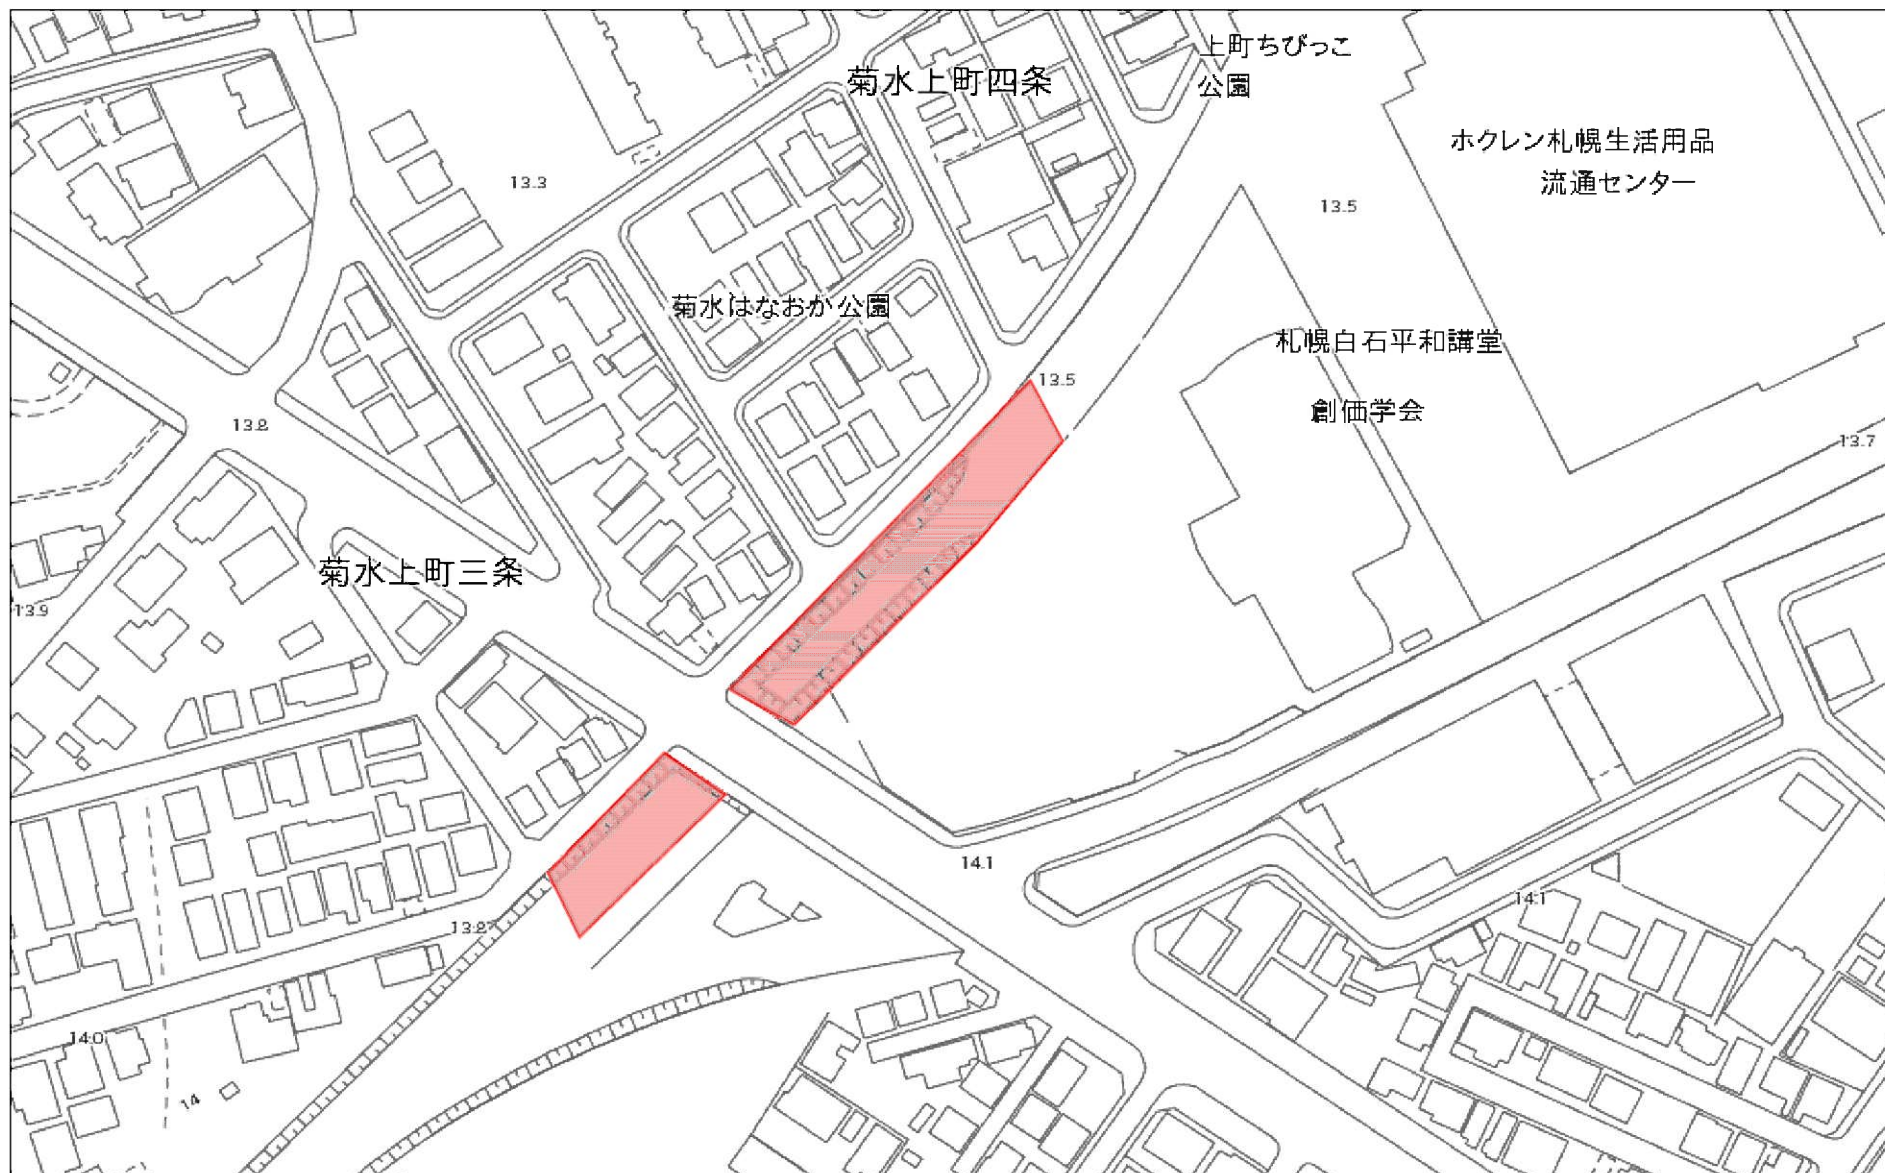 上町ちびっこ
公園
菊水上町四条
ホクレン札幌生活用品
流通センター
13.3
13.5
菊水はなおか公園
札幌白石平和講堂
13.5
創価学会
13.8
13.7
菊水上町三条
13.9
14.1
14.1
13.8
14.0
14